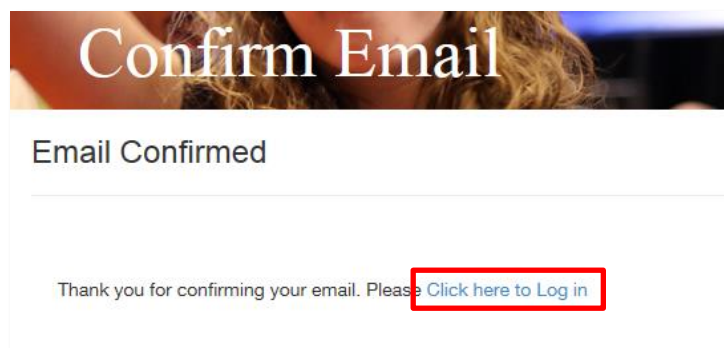 Confirm Email
Email Confirmed
Thank you for confirming your email. Please Click here to Log in